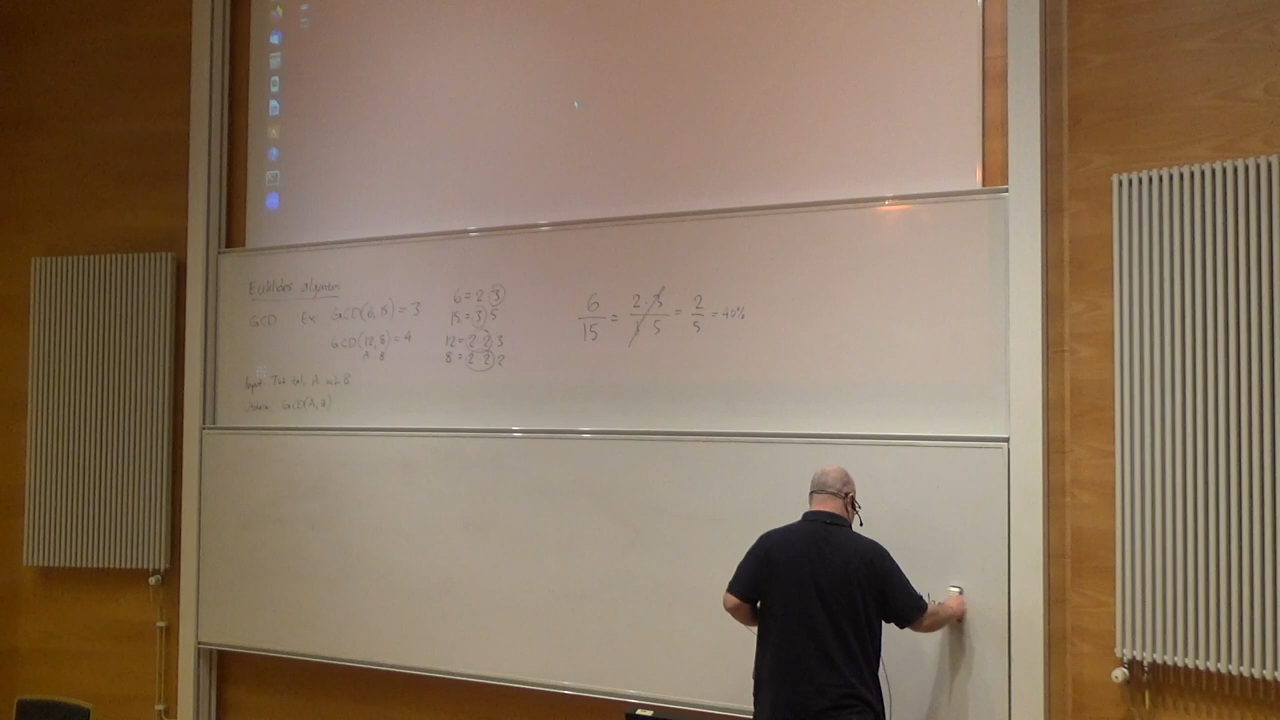 Euklides algoritm
GCD Ex: GCD(6,15) = 3
GCD(12,8) = 4
A B
6 = 2 3
15 = 3 5
12 = 2 2 3
8 = 2 2 2
6/15 = 2·3/3·5 = 2/5 = 40%
Input: Två tal, A och B
GCD(A,B)